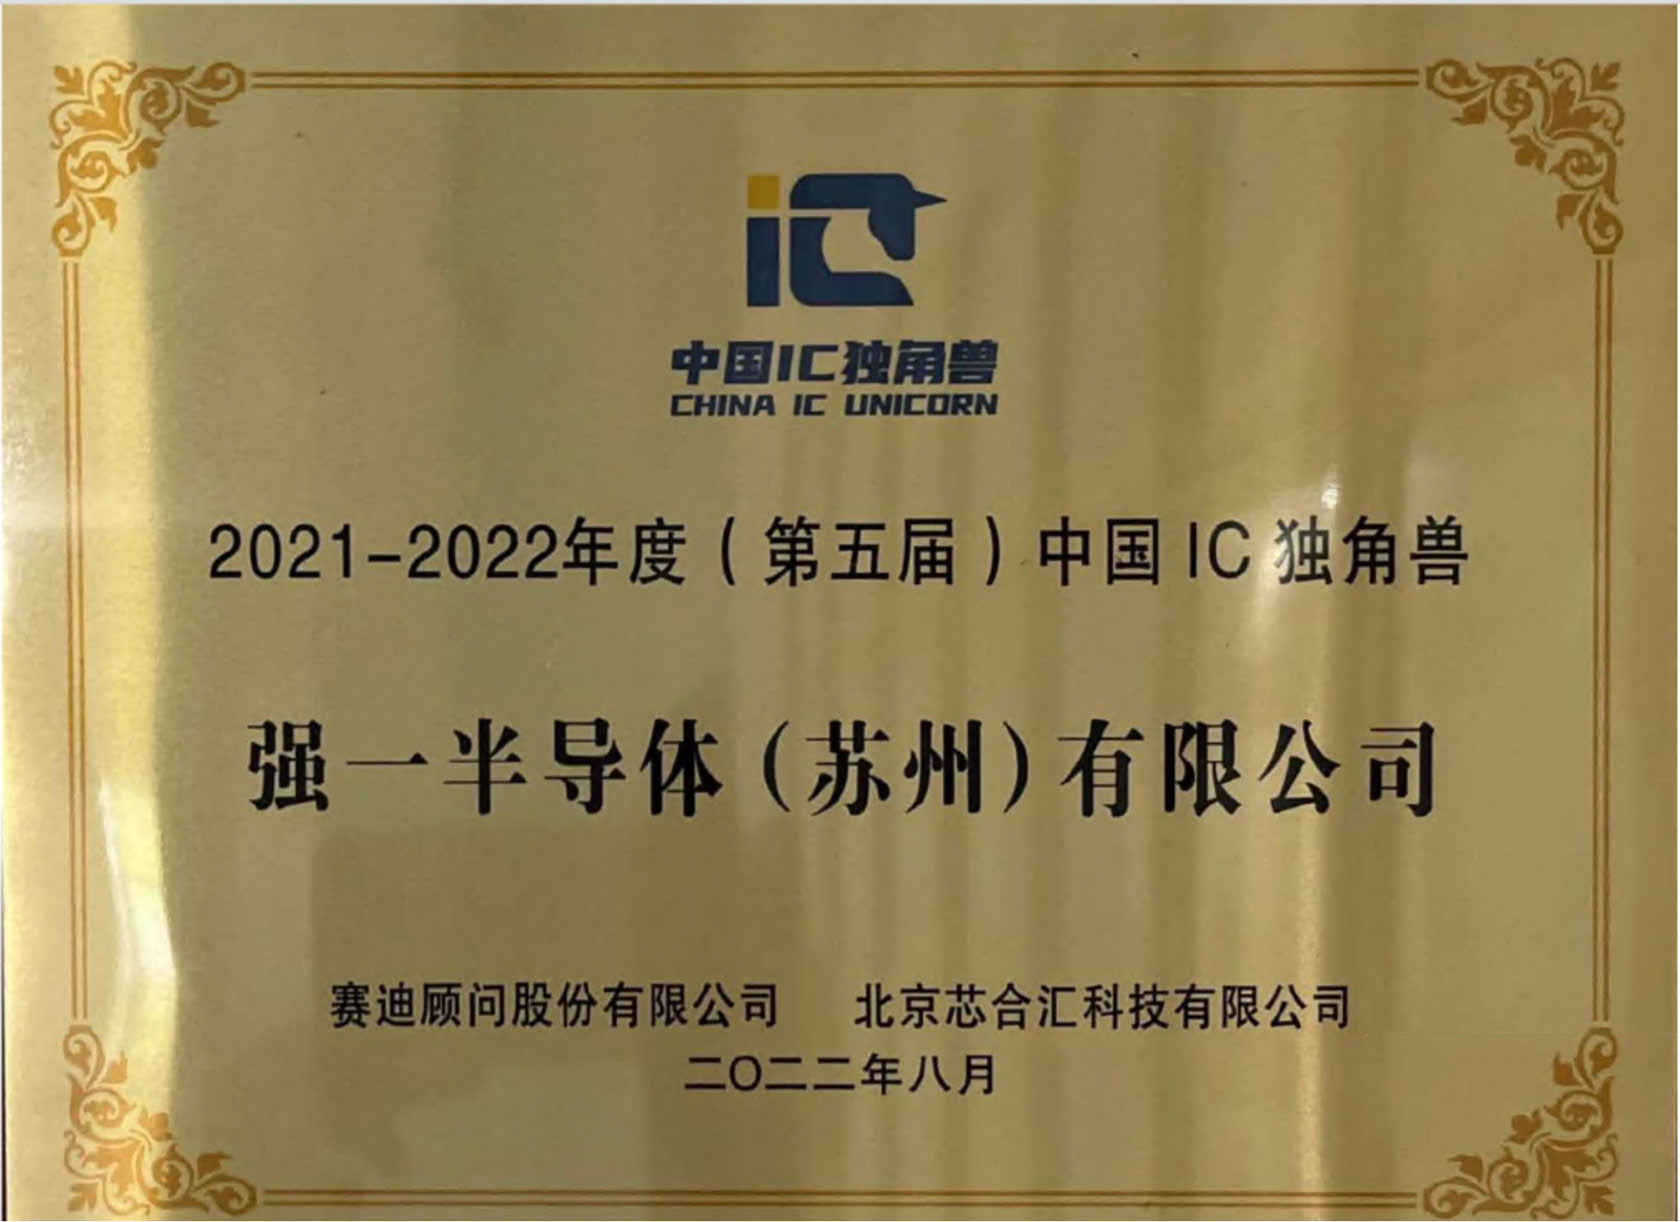 iC
中国IC独角兽
CHINA IC UNICORN
2021-2022年度（第五届）中国IC独角兽
强一半导体（苏州）有限公司
赛迪顾问股份有限公司 北京芯合汇科技有限公司
二〇二二年八月